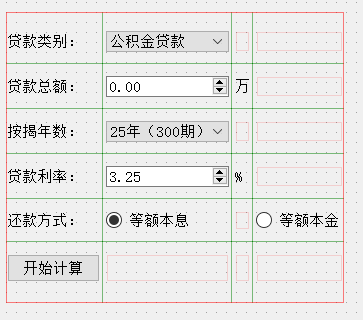 贷款类别： 公积金贷款
贷款总额： 0.00 万
按揭年数： 25年（300期）
贷款利率： 3.25 %
还款方式： 等额本息 等额本金
开始计算